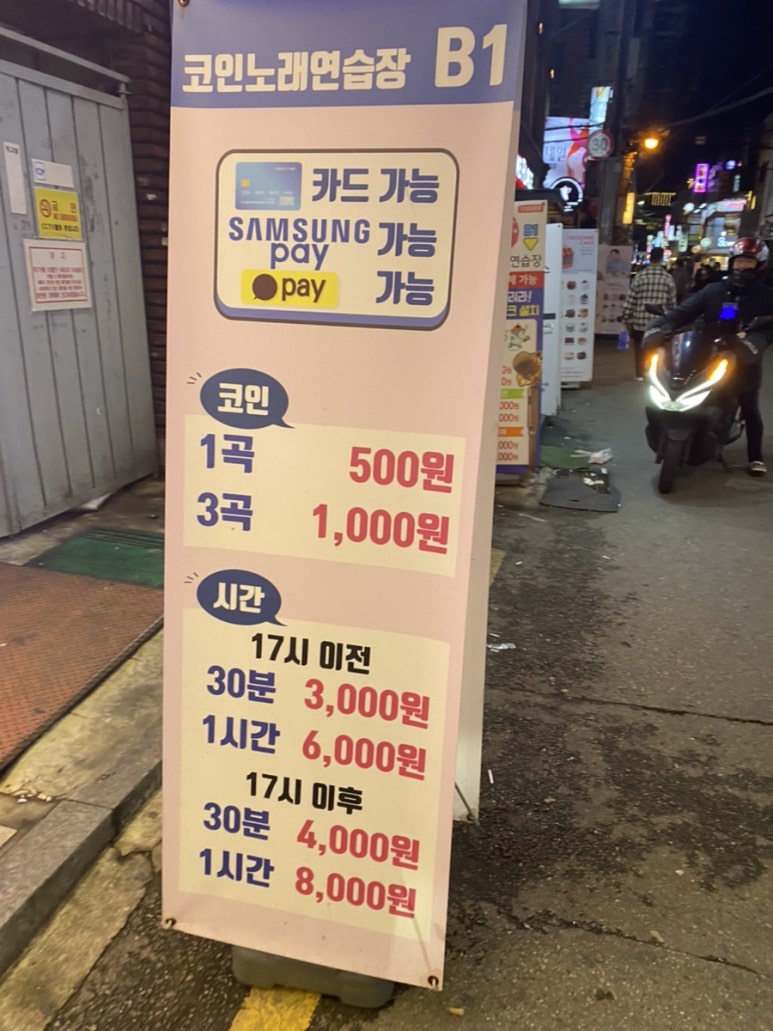 코인노래연습장 B1
카드 가능
SAMSUNG pay 가능
pay 가능
코인
1곡 500원
3곡 1,000원
시간
17시 이전
30분 3,000원
1시간 6,000원
17시 이후
30분 4,000원
1시간 8,000원
30
연습장